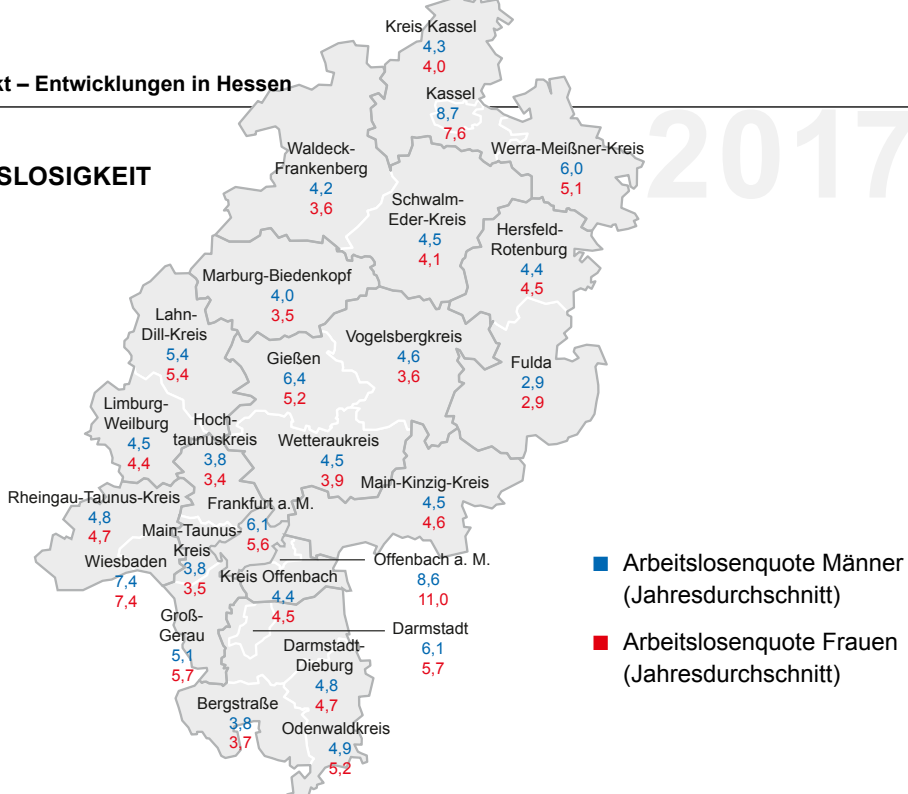 Kreis Kassel
4,3
4,0
– Entwicklungen in Hessen
Kassel
8,7
7,6
2017
Waldeck-
Frankenberg
4,2
3,6
Werra-Meißner-Kreis
6,0
5,1
Schwalm-
Eder-Kreis
4,5
4,1
Hersfeld-
Rotenburg
4,4
4,5
Marburg-Biedenkopf
4,0
3,5
Lahn-
Dill-Kreis
5,4
5,4
Gießen
6,4
5,2
Vogelsbergkreis
4,6
3,6
Fulda
2,9
2,9
Limburg-
Weilburg
4,5
4,4
Hoch-
taunuskreis
3,8
3,4
Wetteraukreis
4,5
3,9
Main-Kinzig-Kreis
4,5
4,6
Rheingau-Taunus-Kreis
4,8
4,7
Frankfurt a. M.
6,1
5,6
Main-Taunus-
Kreis
3,8
3,5
Wiesbaden
7,4
7,4
Kreis Offenbach
4,4
4,5
Offenbach a. M.
8,6
11,0
Groß-
Gerau
5,1
5,7
Darmstadt
6,1
5,7
Darmstadt-
Dieburg
4,8
4,7
Bergstraße
3,8
3,7
Odenwaldkreis
4,9
5,2
Arbeitslosenquote Männer
(Jahresdurchschnitt)
Arbeitslosenquote Frauen
(Jahresdurchschnitt)